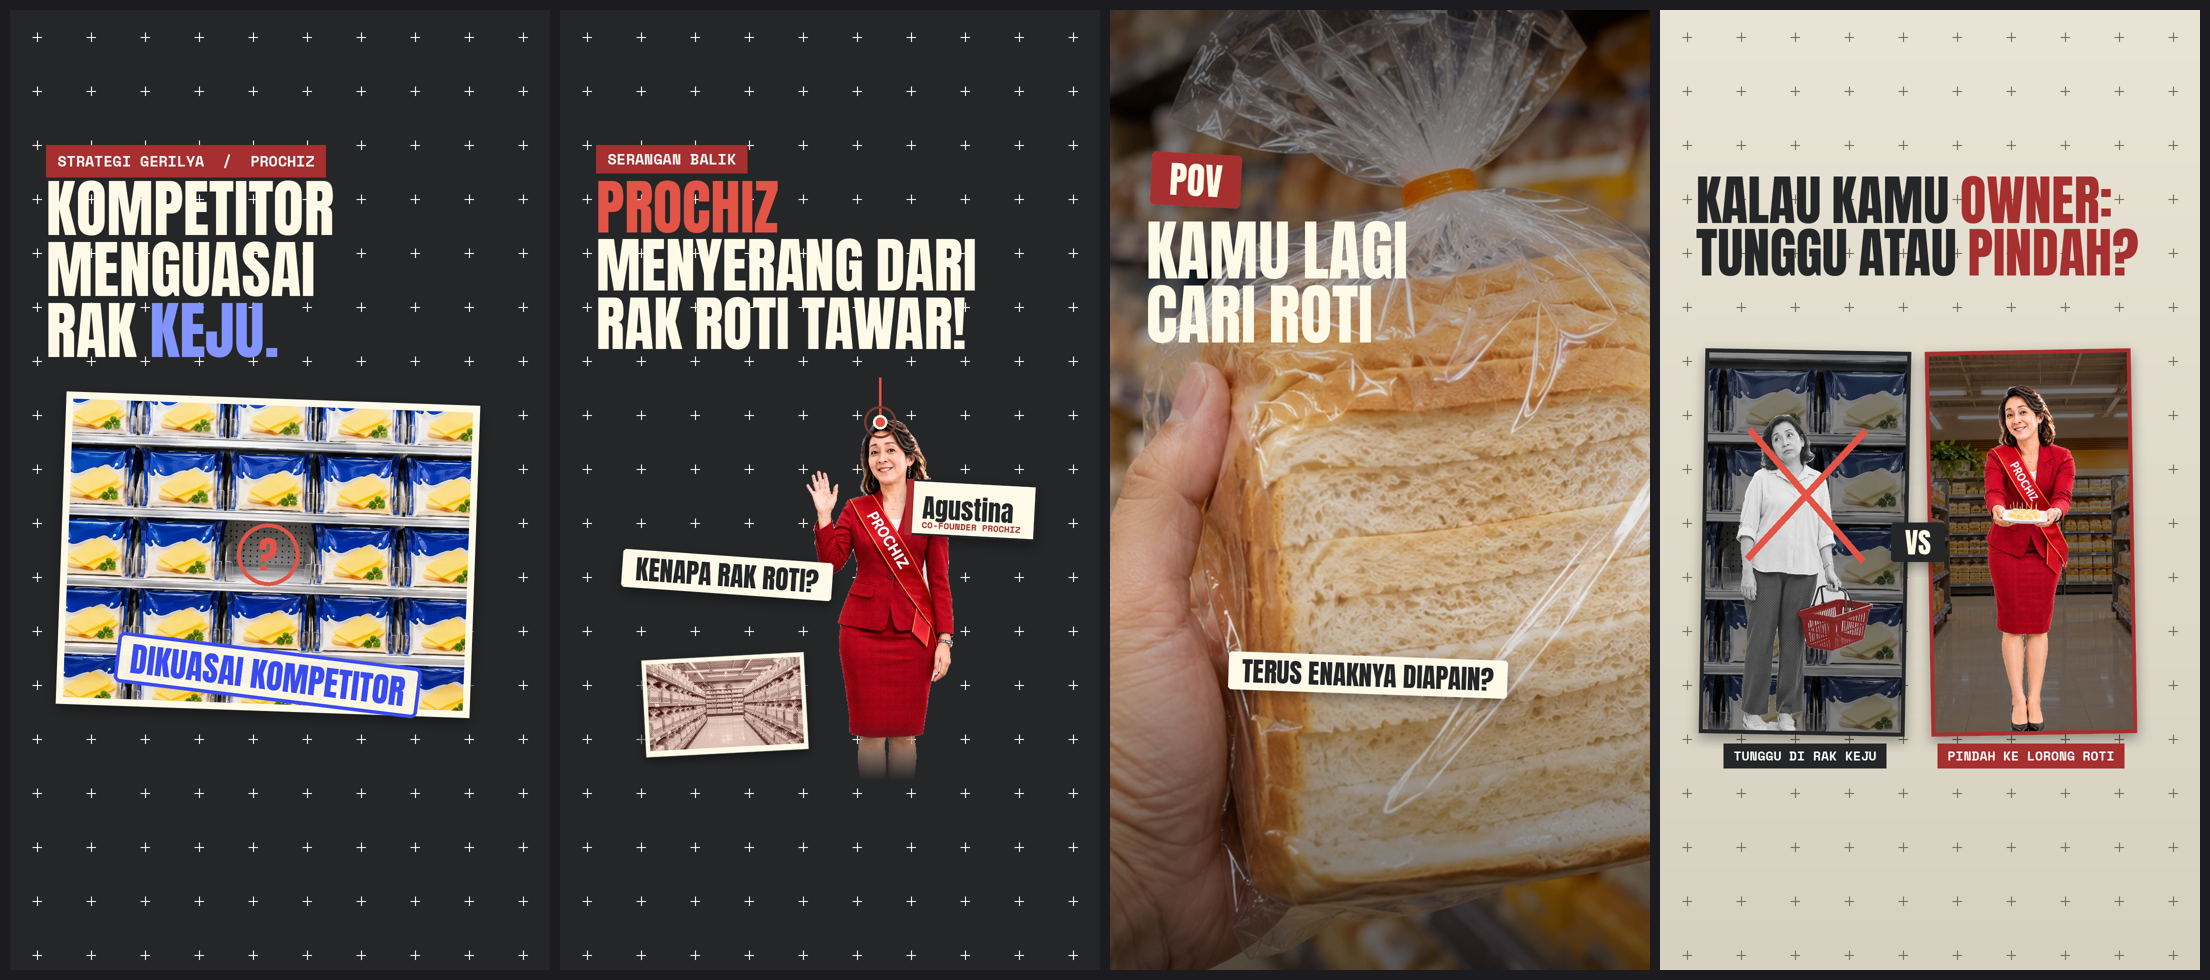 STRATEGI GERILYA / PROCHIZ
KOMPETITOR
MENGUASAI
RAK KEJU.
?
DIKUASAI KOMPETITOR
SERANGAN BALIK
PROCHIZ
MENYERANG DARI
RAK ROTI TAWAR!
Agustina
CO-FOUNDER PROCHIZ
PROCHIZ
KENAPA RAK ROTI?
POV
KAMU LAGI
CARI ROTI
TERUS ENAKNYA DIAPAIN?
KALAU KAMU OWNER:
TUNGGU ATAU PINDAH?
PROCHIZ
VS
TUNGGU DI RAK KEJU
PINDAH KE LORONG ROTI